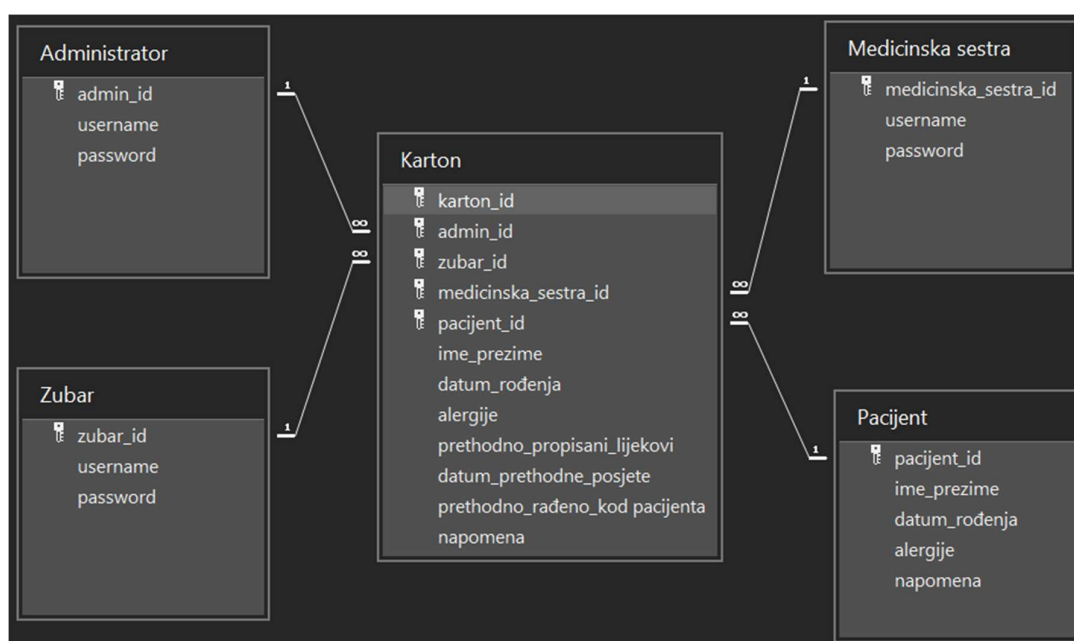 Administrator
admin_id
username
password
Zubar
zubar_id
username
password
Karton
karton_id
admin_id
zubar_id
medicinska_sestra_id
pacijent_id
ime_prezime
datum_rođenja
alergije
prethodno_propisani_lijekovi
datum_prethodne_posjete
prethodno_rađeno_kod pacijenta
napomena
Medicinska sestra
medicinska_sestra_id
username
password
Pacijent
pacijent_id
ime_prezime
datum_rođenja
alergije
napomena
1
∞
∞
1
1
∞
∞
1